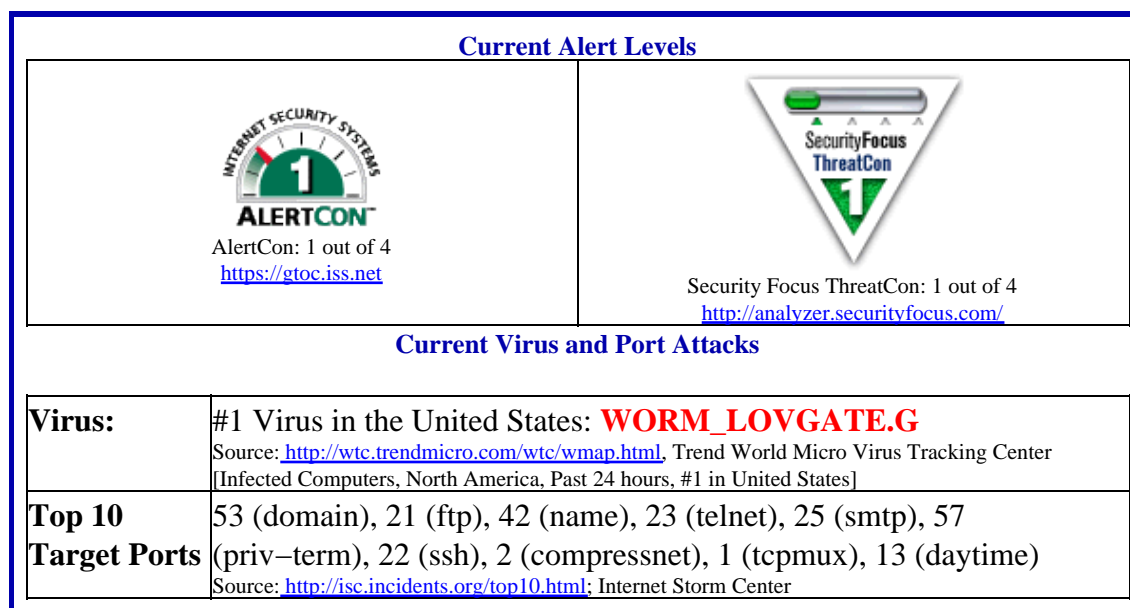 Current Alert Levels
INTERNET SECURITY SYSTEMS
1
ALERTCON™
AlertCon: 1 out of 4
https://gtoc.iss.net
SecurityFocus
ThreatCon
1
Security Focus ThreatCon: 1 out of 4
http://analyzer.securityfocus.com/
Current Virus and Port Attacks
Virus:
#1 Virus in the United States: WORM_LOVGATE.G
Source: http://wtc.trendmicro.com/wtc/wmap.html, Trend World Micro Virus Tracking Center
[Infected Computers, North America, Past 24 hours, #1 in United States]
Top 10
Target Ports
53 (domain), 21 (ftp), 42 (name), 23 (telnet), 25 (smtp), 57
(priv−term), 22 (ssh), 2 (compressnet), 1 (tcpmux), 13 (daytime)
Source: http://isc.incidents.org/top10.html; Internet Storm Center